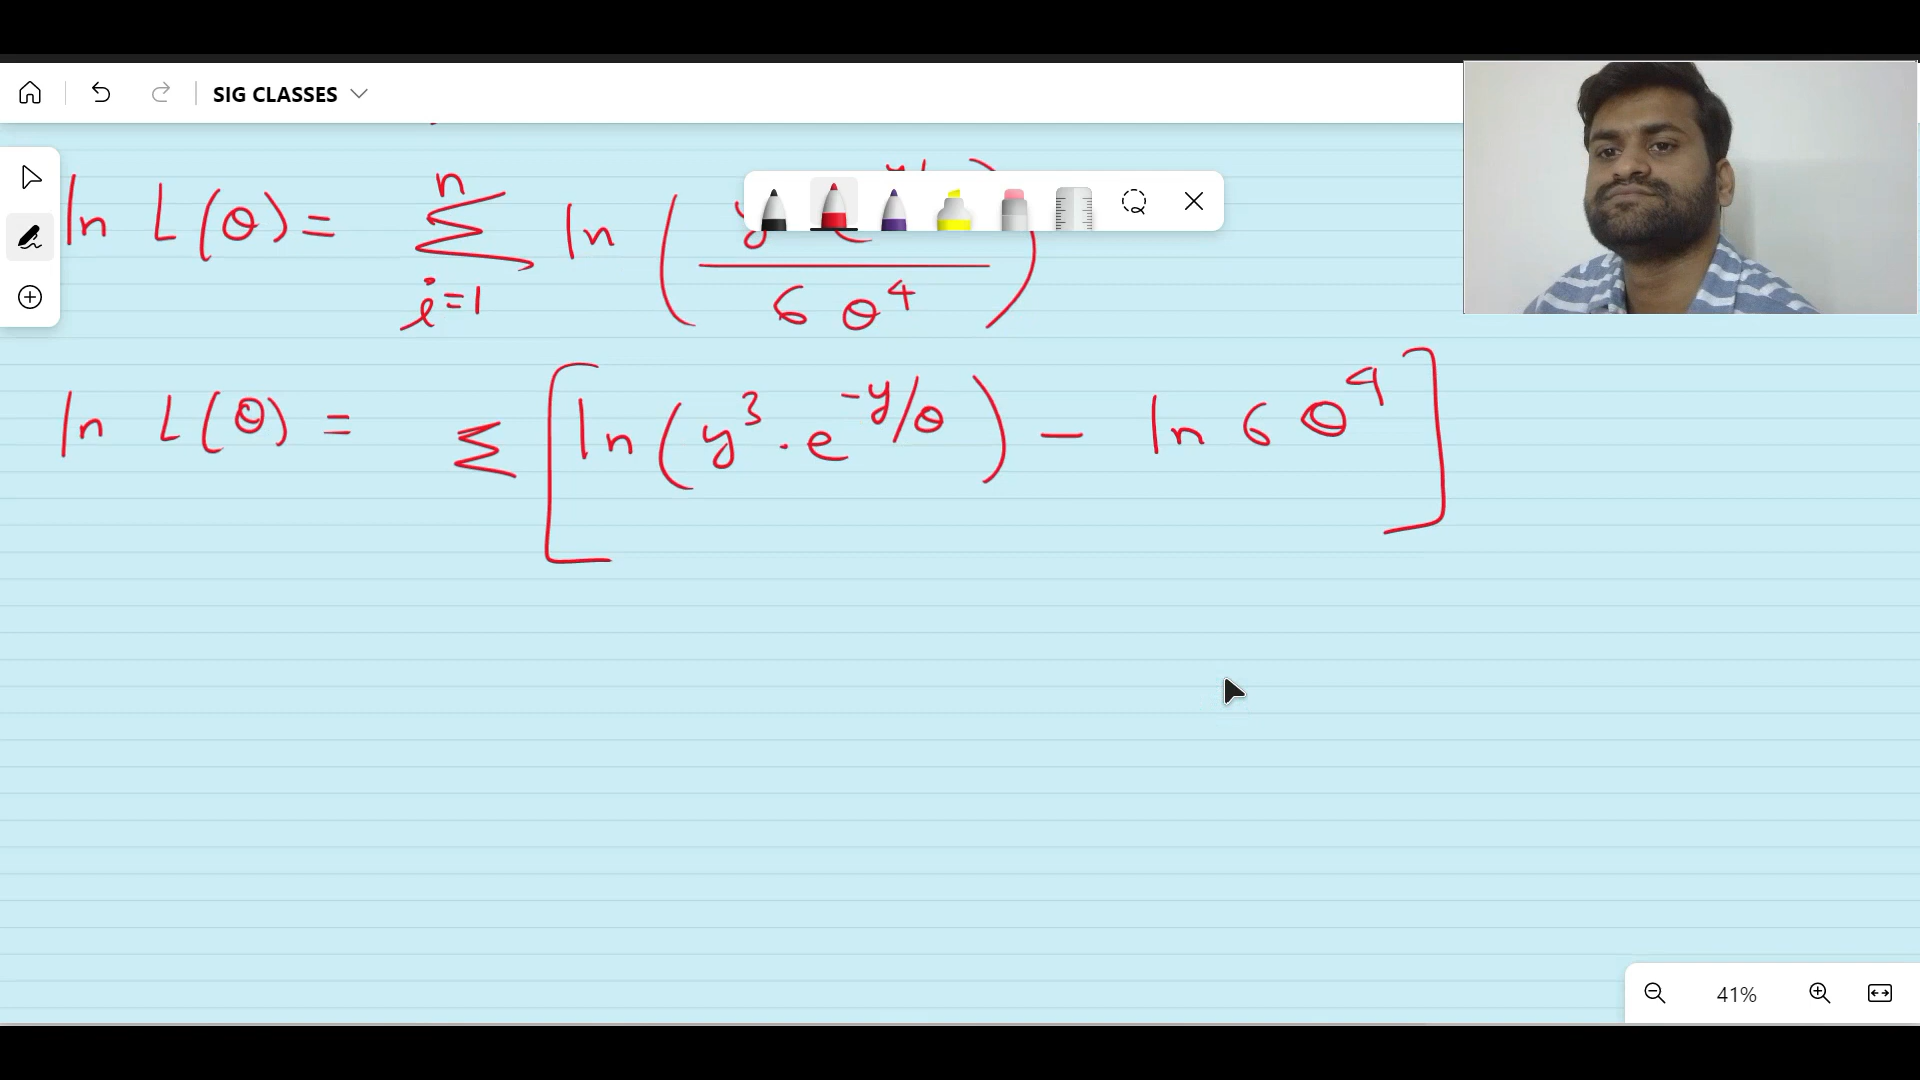 SIG CLASSES
n
ln L(θ) = Σ ln ( y e / 6 θ⁴ )
i=1
ln L(θ) = Σ [ ln ( y³ . e^(-y/θ) ) - ln 6 θ⁴ ]
41%